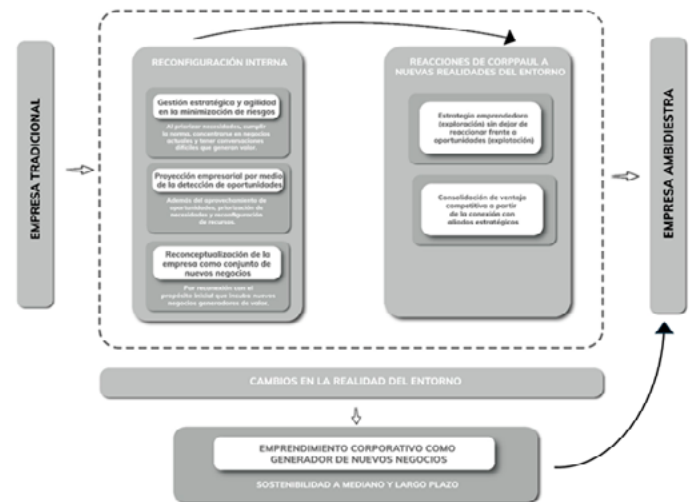 EMPRESA TRADICIONAL
RECONFIGURACIÓN INTERNA
Gestión estratégica y agilidad
en la minimización de riesgos
Al priorizar necesidades, cumplir
la norma, concentrarse en negocios
actuales y tener conversaciones
difíciles que generan valor.
Proyección empresarial por medio
de la detección de oportunidades
Además del aprovechamiento de
oportunidades, priorización de
necesidades y reconfiguración
de recursos.
Reconceptualización de la
empresa como conjunto de
nuevos negocios
Por reconexión con el
propósito inicial que nuevos
negocios generadores de valor.
REACCIONES DE CORPPAUL A
NUEVAS REALIDADES DEL ENTORNO
Estrategia emprendedora
(exploración) sin dejar de
reaccionar frente a
oportunidades (explotación)
Consolidación de ventaja
competitiva a partir
de la conexión con
aliados estratégicos
EMPRESA AMBIDIESTRA
CAMBIOS EN LA REALIDAD DEL ENTORNO
EMPRENDIMIENTO CORPORATIVO COMO
GENERADOR DE NUEVOS NEGOCIOS
SOSTENIBILIDAD A MEDIANO Y LARGO PLAZO